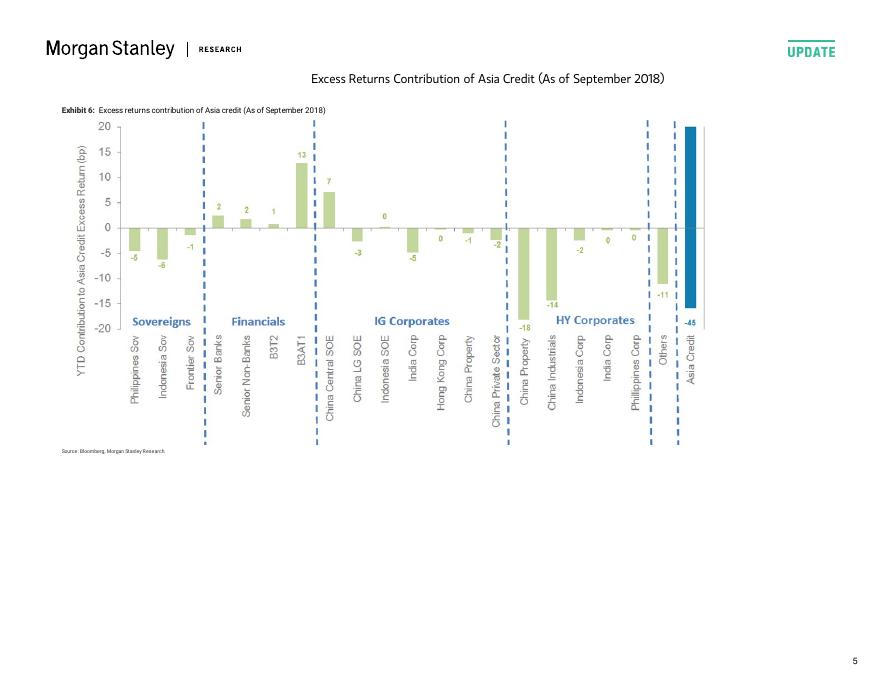 Morgan Stanley | RESEARCH
UPDATE
Excess Returns Contribution of Asia Credit (As of September 2018)
Exhibit 6: Excess returns contribution of Asia credit (As of September 2018)
YTD Contribution to Asia Credit Excess Return (bp)
20
15
10
5
0
-5
-10
-15
-20
-5
-6
-1
2
2
1
13
7
-3
0
-5
0
-1
-2
-18
-14
-2
0
0
-11
-45
Sovereigns
Financials
IG Corporates
HY Corporates
Philippines Sov
Indonesia Sov
Frontier Sov
Senior Banks
Senior Non-Banks
B3T2
B3AT1
China Central SOE
China LG SOE
Indonesia SOE
India Corp
Hong Kong Corp
China Property
China Private Sector
China Property
China Industrials
Indonesia Corp
India Corp
Phillippines Corp
Others
Asia Credit
Source: Bloomberg, Morgan Stanley Research
5